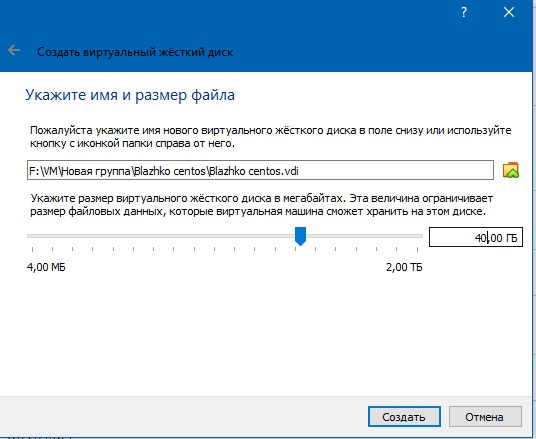 ?
Создать виртуальный жёсткий диск
Укажите имя и размер файла
Пожалуйста укажите имя нового виртуального жёсткого диска в поле снизу или используйте
кнопку с иконкой папки справа от него.
F:\VM\Новая группа\Blazhko centos\Blazhko centos.vdi
Укажите размер виртуального жёсткого диска в мегабайтах. Эта величина ограничивает
размер файловых данных, которые виртуальная машина сможет хранить на этом диске.
40,00 ГБ
4,00 МБ 2,00 ТБ
Создать Отмена